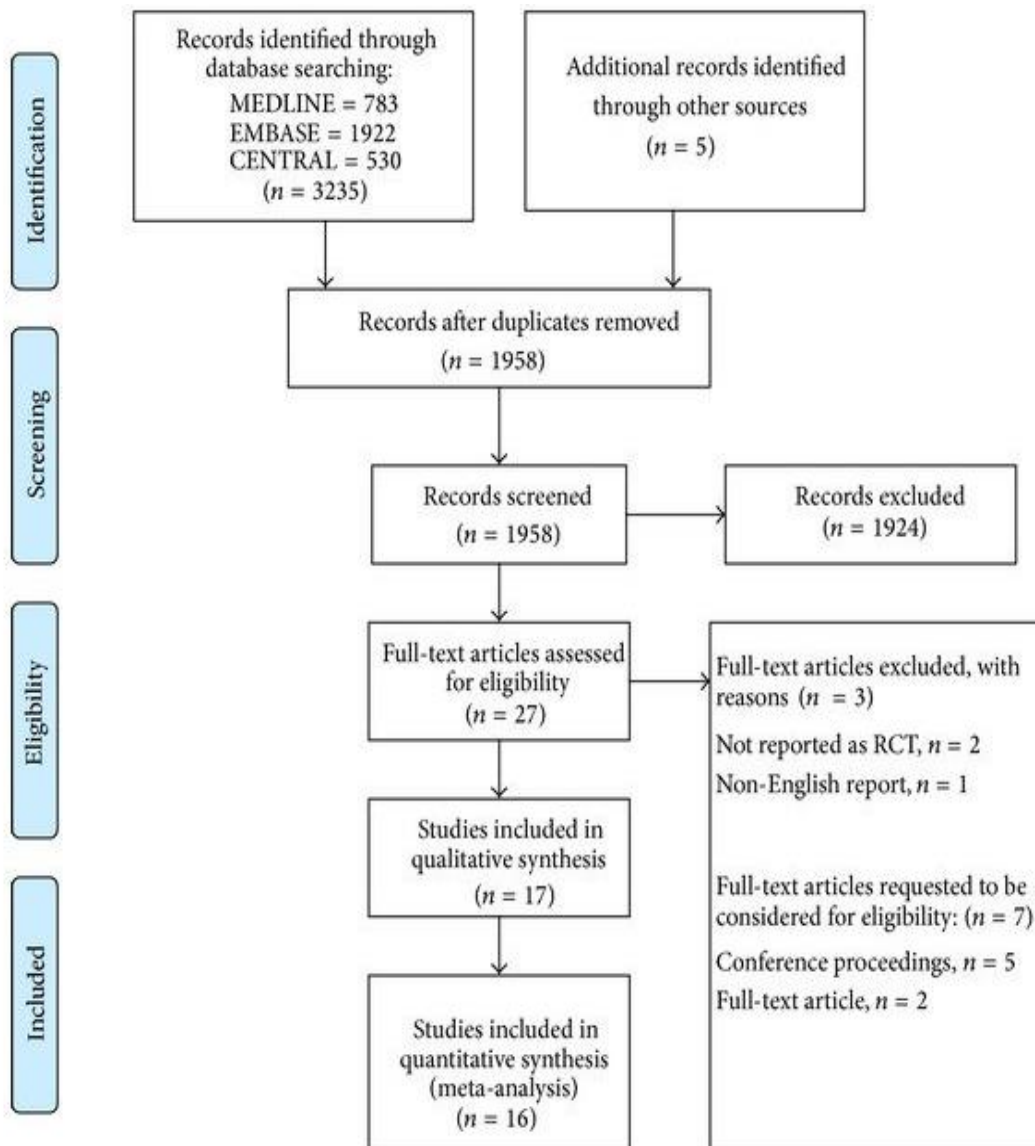 Identification
Records identified through
database searching:
MEDLINE = 783
EMBASE = 1922
CENTRAL = 530
(n = 3235)
Additional records identified
through other sources
(n = 5)
Records after duplicates removed
(n = 1958)
Screening
Records screened
(n = 1958)
Records excluded
(n = 1924)
Eligibility
Full-text articles assessed
for eligibility
(n = 27)
Full-text articles excluded, with
reasons (n = 3)
Not reported as RCT, n = 2
Non-English report, n = 1
Full-text articles requested to be
considered for eligibility: (n = 7)
Conference proceedings, n = 5
Full-text article, n = 2
Studies included in
qualitative synthesis
(n = 17)
Included
Studies included in
quantitative synthesis
(meta-analysis)
(n = 16)